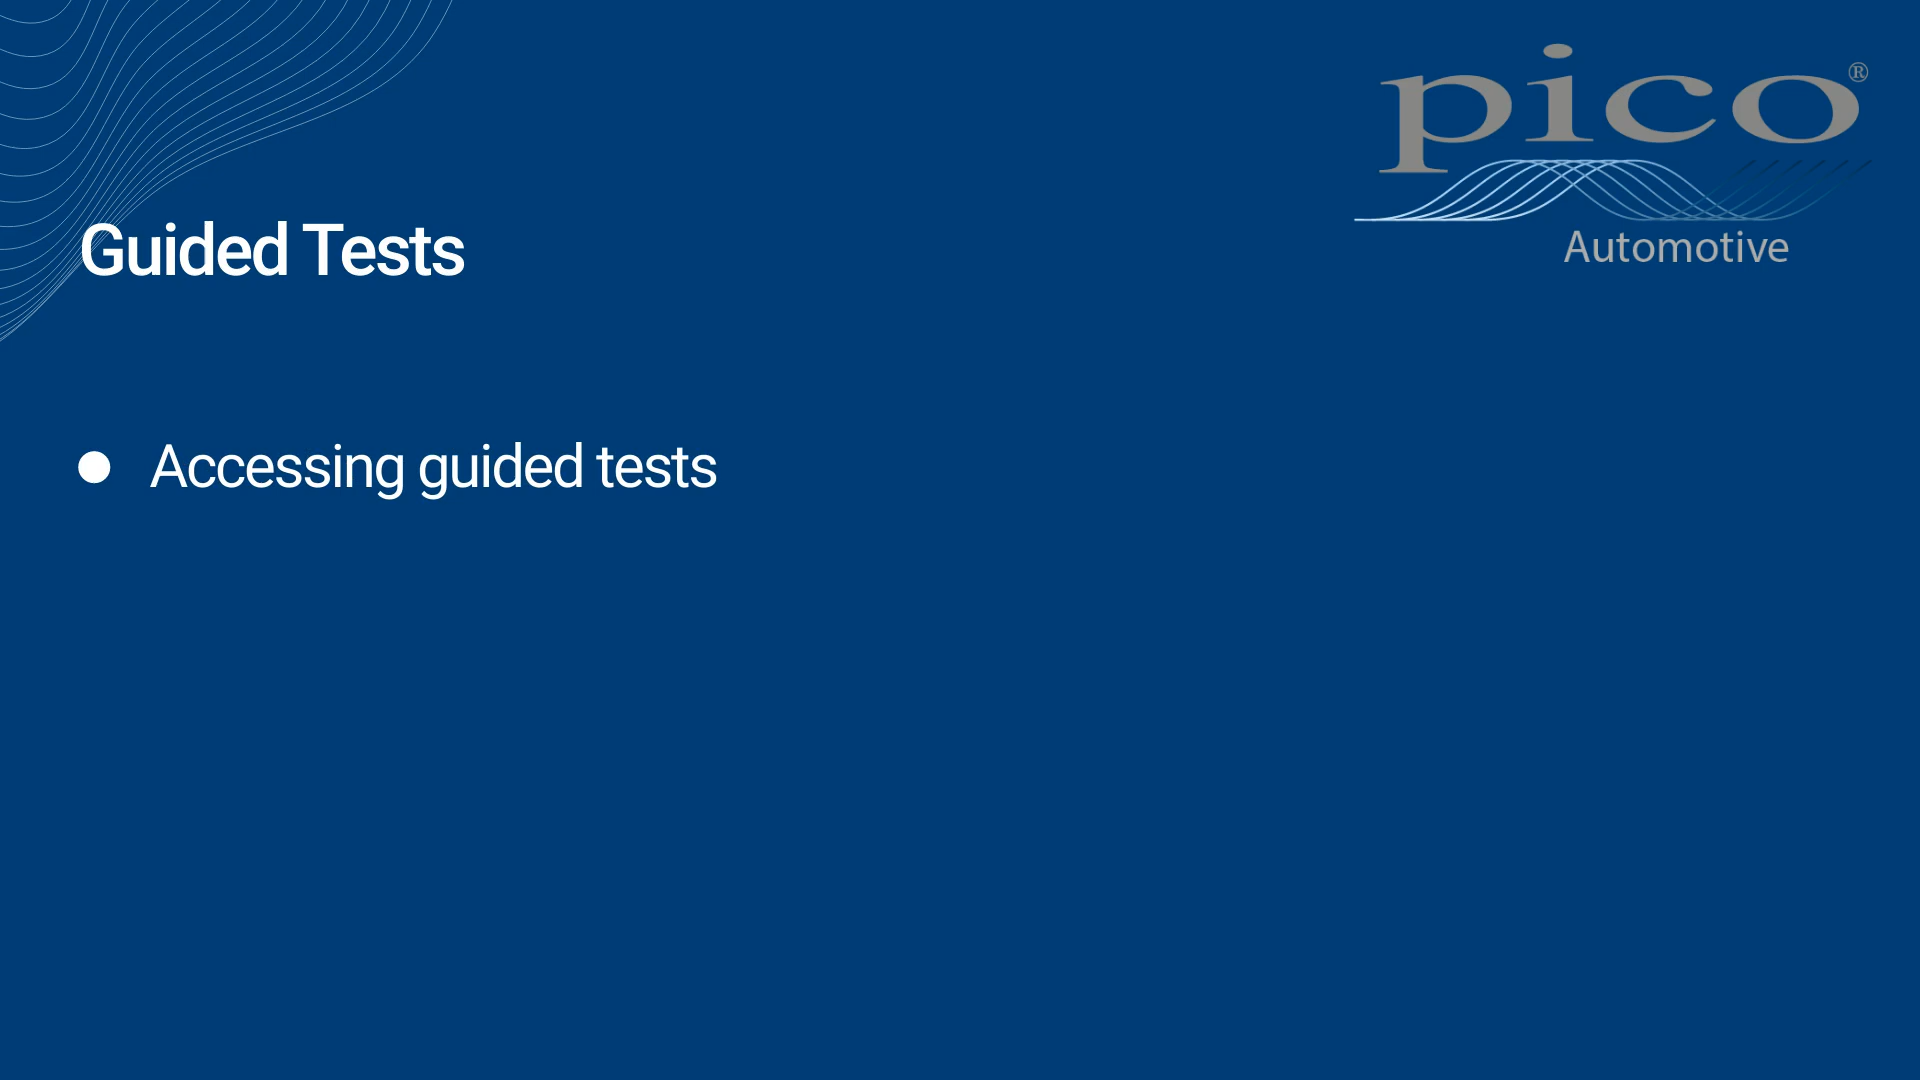 pico®
Automotive
Guided Tests
Accessing guided tests